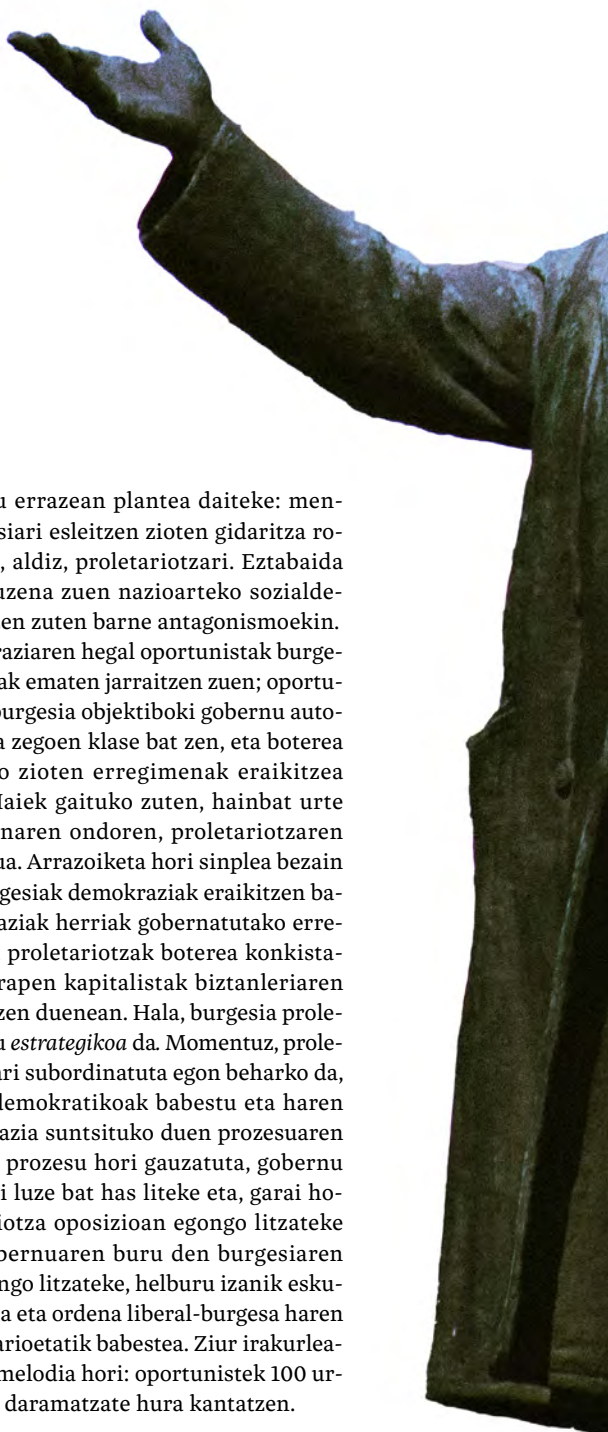 u errazean plantea daiteke: men-
siari esleitzen zioten gidaritza ro-
, aldiz, proletariotzari. Eztabaida
uzena zuen nazioarteko sozialde-
ten zuten barne antagonismoekin.
raziaren hegal oportunistak burge-
ak ematen jarraitzen zuen; oportu-
burgesia objektiboki gobernu auto-
a zegoen klase bat zen, eta boterea
o zioten erregimenak eraikitzea
Haiek gaituko zuten, hainbat urte
naren ondoren, proletariotzaren
ua. Arrazoiketa hori sinplea bezain
gesiak demokraziak eraikitzen ba-
aziak herriak gobernatutako erre-
proletariotzak boterea konkista-
rapen kapitalistak biztanleriaren
zen duenean. Hala, burgesia prole-
u estrategikoa da. Momentuz, prole-
ari subordinatuta egon beharko da,
demokratikoak babestu eta haren
azia suntsituko duen prozesuaren
prozesu hori gauzatuta, gobernu
i luze bat has liteke eta, garai ho-
iotza oposizioan egongo litzateke
bernuaren buru den burgesiaren
ngo litzateke, helburu izanik esku-
a eta ordena liberal-burgesa haren
arioetatik babestea. Ziur irakurlea-
melodia hori: oportunistek 100 ur-
daramatzate hura kantatzen.